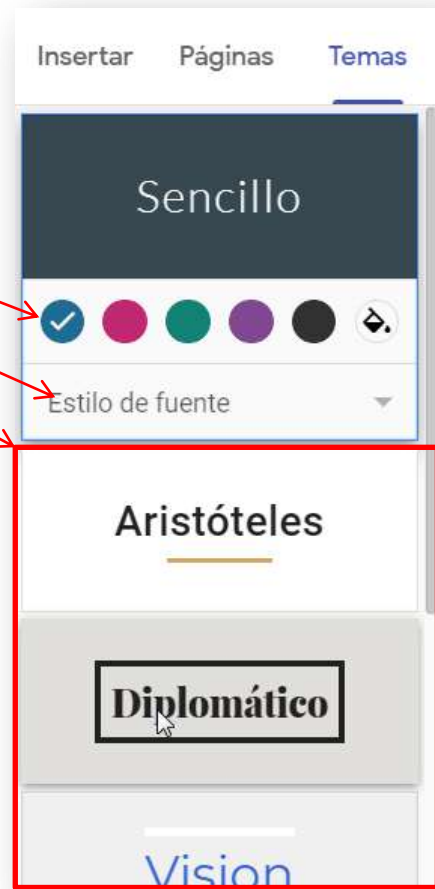 Insertar Páginas Temas
Sencillo
Estilo de fuente
Aristóteles
Diplomático
Vision